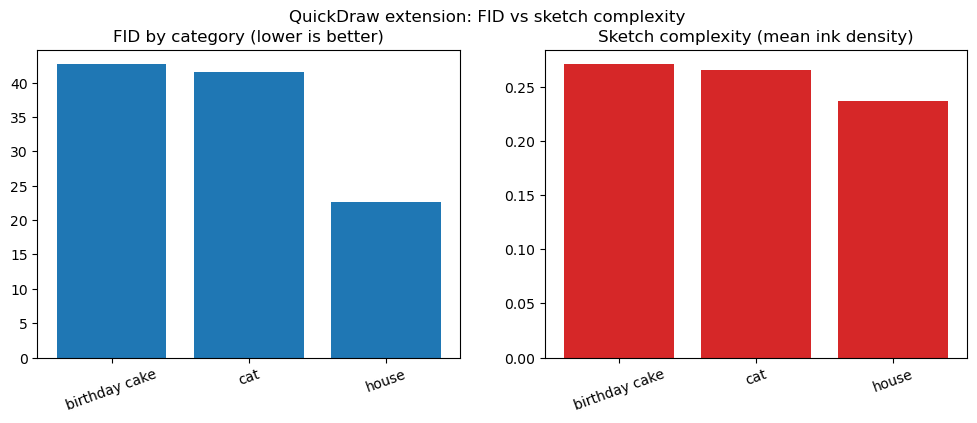 QuickDraw extension: FID vs sketch complexity
FID by category (lower is better)
40
35
30
25
20
15
10
5
0
birthday cake
cat
house
Sketch complexity (mean ink density)
0.25
0.20
0.15
0.10
0.05
0.00
birthday cake
cat
house